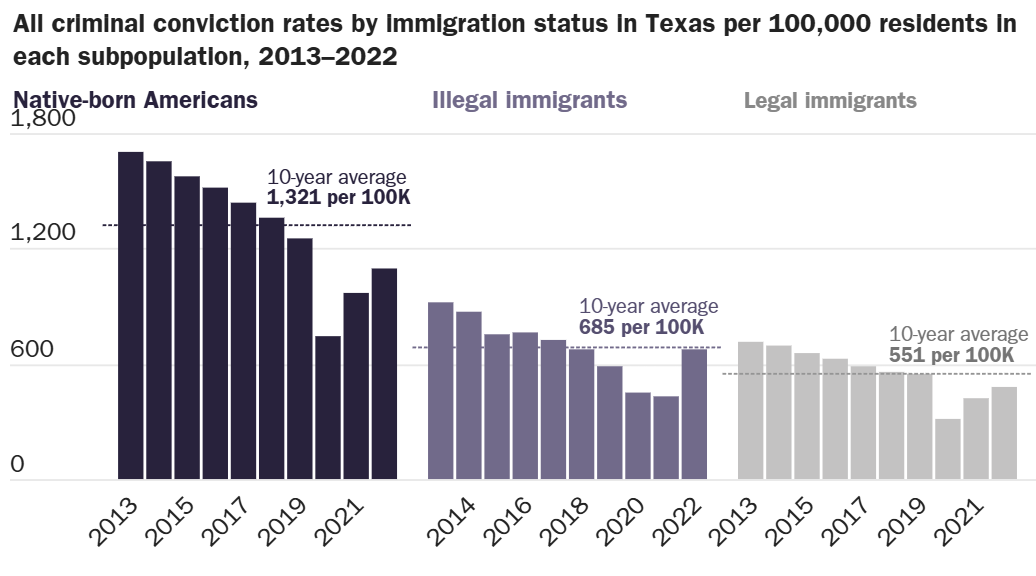 All criminal conviction rates by immigration status in Texas per 100,000 residents in
each subpopulation, 2013–2022
Native-born Americans
Illegal immigrants
Legal immigrants
1,800
10-year average
1,321 per 100K
1,200
10-year average
685 per 100K
10-year average
551 per 100K
600
0
2013 2015 2017 2019 2021
2014 2016 2018 2020 2022
2013 2015 2017 2019 2021